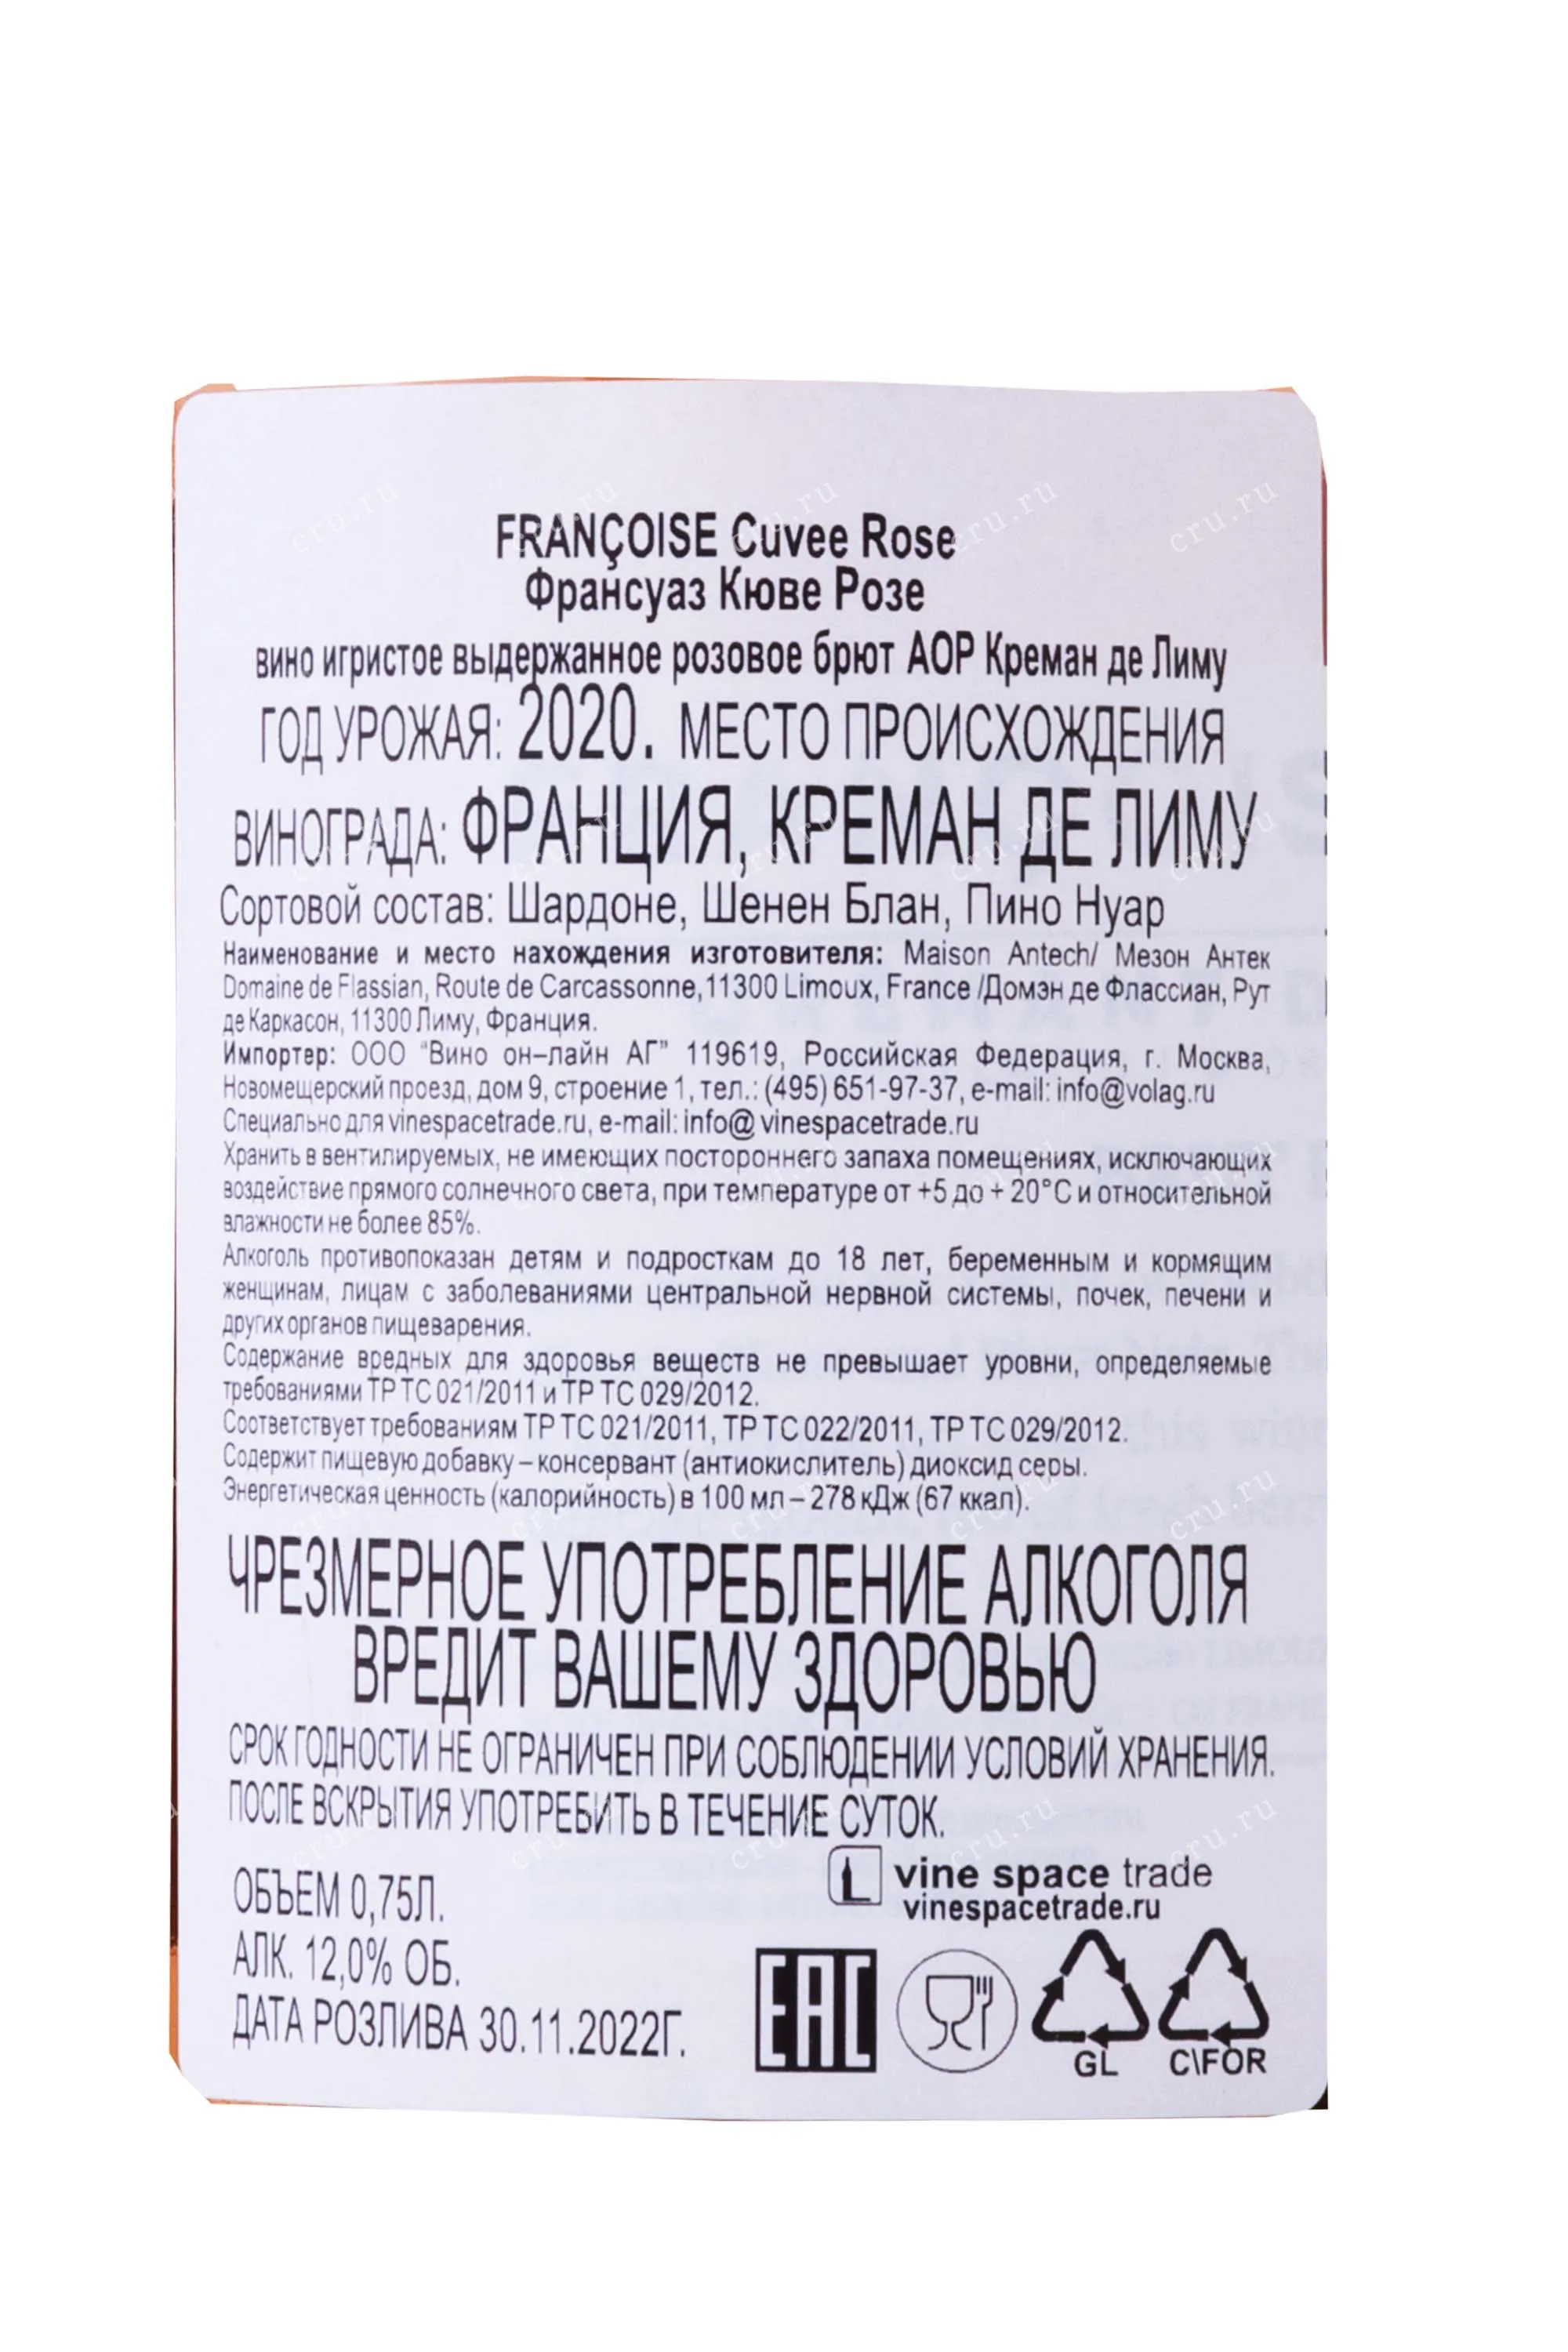 FRANÇOISE Cuvee Rose
Франсуаз Кюве Розе
вино игристое выдержанное розовое брют АОР Креман де Лиму
ГОД УРОЖАЯ: 2020. МЕСТО ПРОИСХОЖДЕНИЯ
ВИНОГРАДА: ФРАНЦИЯ, КРЕМАН ДЕ ЛИМУ
Сортовой состав: Шардоне, Шенен Блан, Пино Нуар
Наименование и место нахождения изготовителя: Maison Antech/ Мезон Антек
Domaine de Flassian, Route de Carcassonne, 11300 Limoux, France /Домэн де Флассиан, Рут
де Каркасон, 11300 Лиму, Франция.
Импортер: ООО "Вино он–лайн АГ" 119619, Российская Федерация, г. Москва,
Новомещерский проезд, дом 9, строение 1, тел.: (495) 651-97-37, e-mail: info@volag.ru
Специально для vinespacetrade.ru, e-mail: info@ vinespacetrade.ru
Хранить в вентилируемых, не имеющих постороннего запаха помещениях, исключающих
воздействие прямого солнечного света, при температуре от +5 до + 20°С и относительной
влажности не более 85%.
Алкоголь противопоказан детям и подросткам до 18 лет, беременным и кормящим
женщинам, лицам с заболеваниями центральной нервной системы, почек, печени и
других органов пищеварения.
Содержание вредных для здоровья веществ не превышает уровни, определяемые
требованиями ТР ТС 021/2011 и ТР ТС 029/2012.
Соответствует требованиям ТР ТС 021/2011, ТР ТС 022/2011, ТР ТС 029/2012.
Содержит пищевую добавку – консервант (антиокислитель) диоксид серы.
Энергетическая ценность (калорийность) в 100 мл – 278 кДж (67 ккал).
ЧРЕЗМЕРНОЕ УПОТРЕБЛЕНИЕ АЛКОГОЛЯ
ВРЕДИТ ВАШЕМУ ЗДОРОВЬЮ
СРОК ГОДНОСТИ НЕ ОГРАНИЧЕН ПРИ СОБЛЮДЕНИИ УСЛОВИЙ ХРАНЕНИЯ.
ПОСЛЕ ВСКРЫТИЯ УПОТРЕБИТЬ В ТЕЧЕНИЕ СУТОК.
vine space trade
vinespacetrade.ru
ОБЪЕМ 0,75Л.
АЛК. 12,0% ОБ.
ДАТА РОЗЛИВА 30.11.2022Г.
EAC
GL
C\FOR
cru.ru